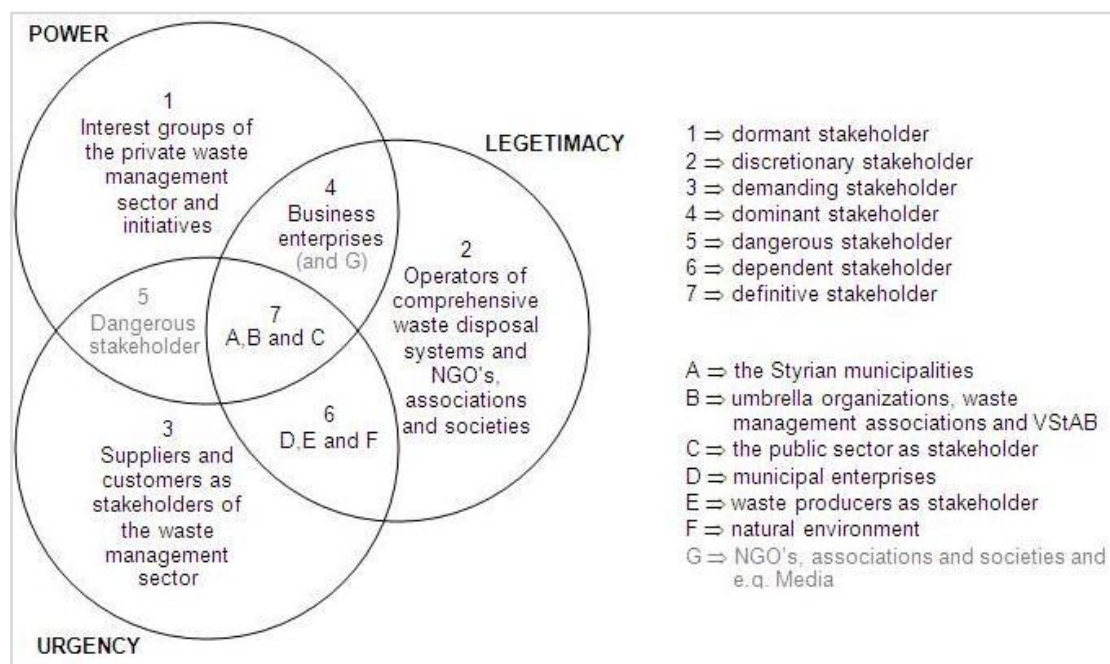 POWER
1
Interest groups of
the private waste
management
sector and
initiatives
LEGETIMACY
4
Business
enterprises
(and G)
2
Operators of
comprehensive
waste disposal
systems and
NGO's,
associations
and societies
5
Dangerous
stakeholder
7
A,B and C
6
D,E and F
3
Suppliers and
customers as
stakeholders of
the waste
management
sector
URGENCY
1 ⇒ dormant stakeholder
2 ⇒ discretionary stakeholder
3 ⇒ demanding stakeholder
4 ⇒ dominant stakeholder
5 ⇒ dangerous stakeholder
6 ⇒ dependent stakeholder
7 ⇒ definitive stakeholder
A ⇒ the Styrian municipalities
B ⇒ umbrella organizations, waste
management associations and VStAB
C ⇒ the public sector as stakeholder
D ⇒ municipal enterprises
E ⇒ waste producers as stakeholder
F ⇒ natural environment
G ⇒ NGO's, associations and societies and
e.g. Media